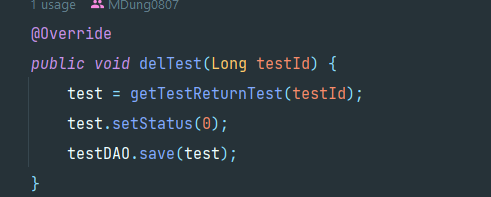 1 usage MDung0807
@Override
public void delTest(Long testId) {
test = getTestReturnTest(testId);
test.setStatus(0);
testDAO.save(test);
}